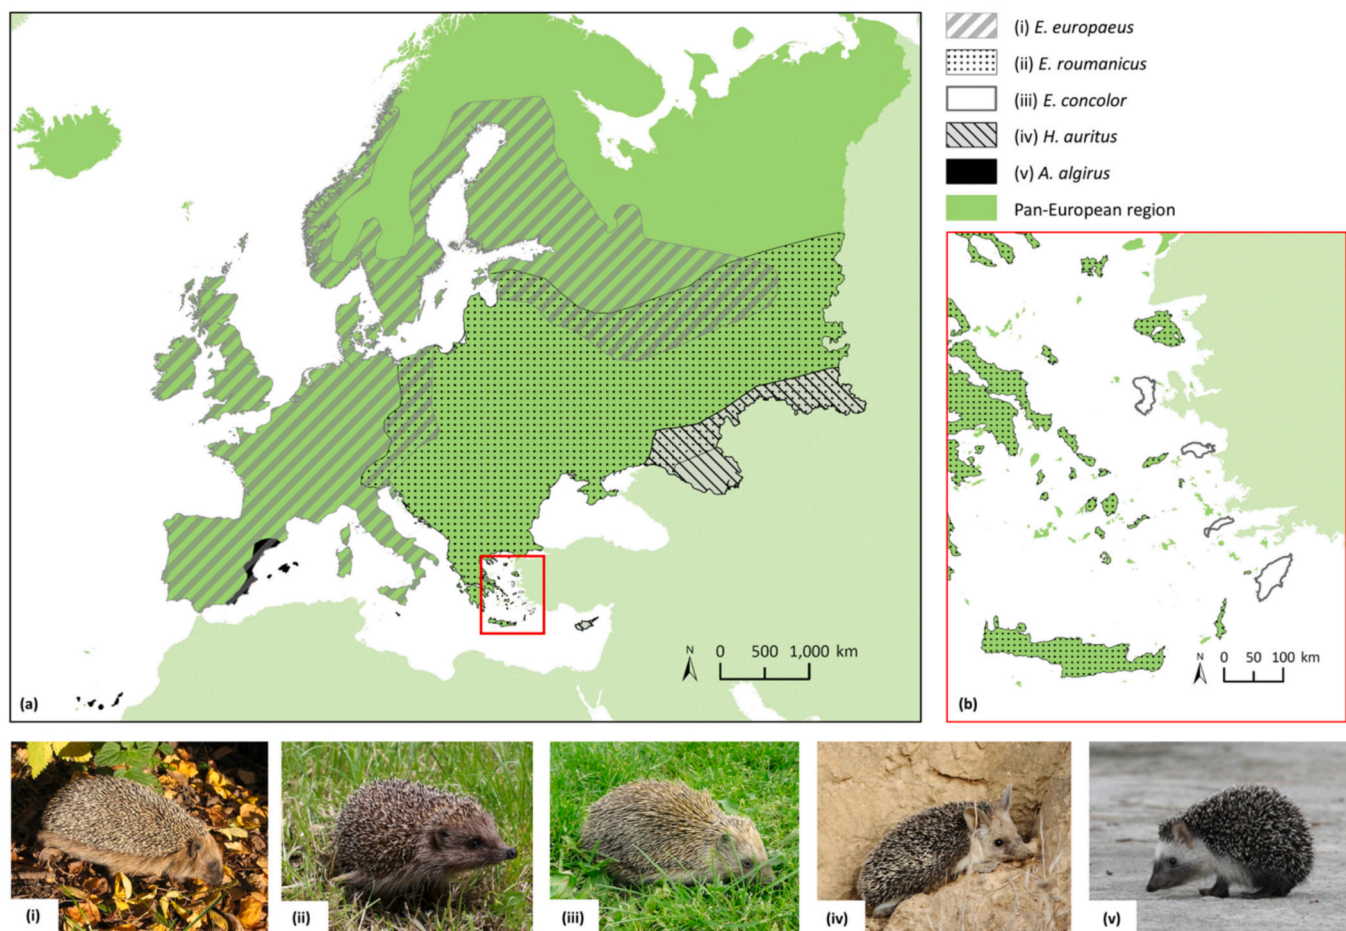 (i) E. europaeus
(ii) E. roumanicus
(iii) E. concolor
(iv) H. auritus
(v) A. algirus
Pan-European region
N
0 500 1,000 km
(a)
N
0 50 100 km
(b)
(i)
(ii)
(iii)
(iv)
(v)